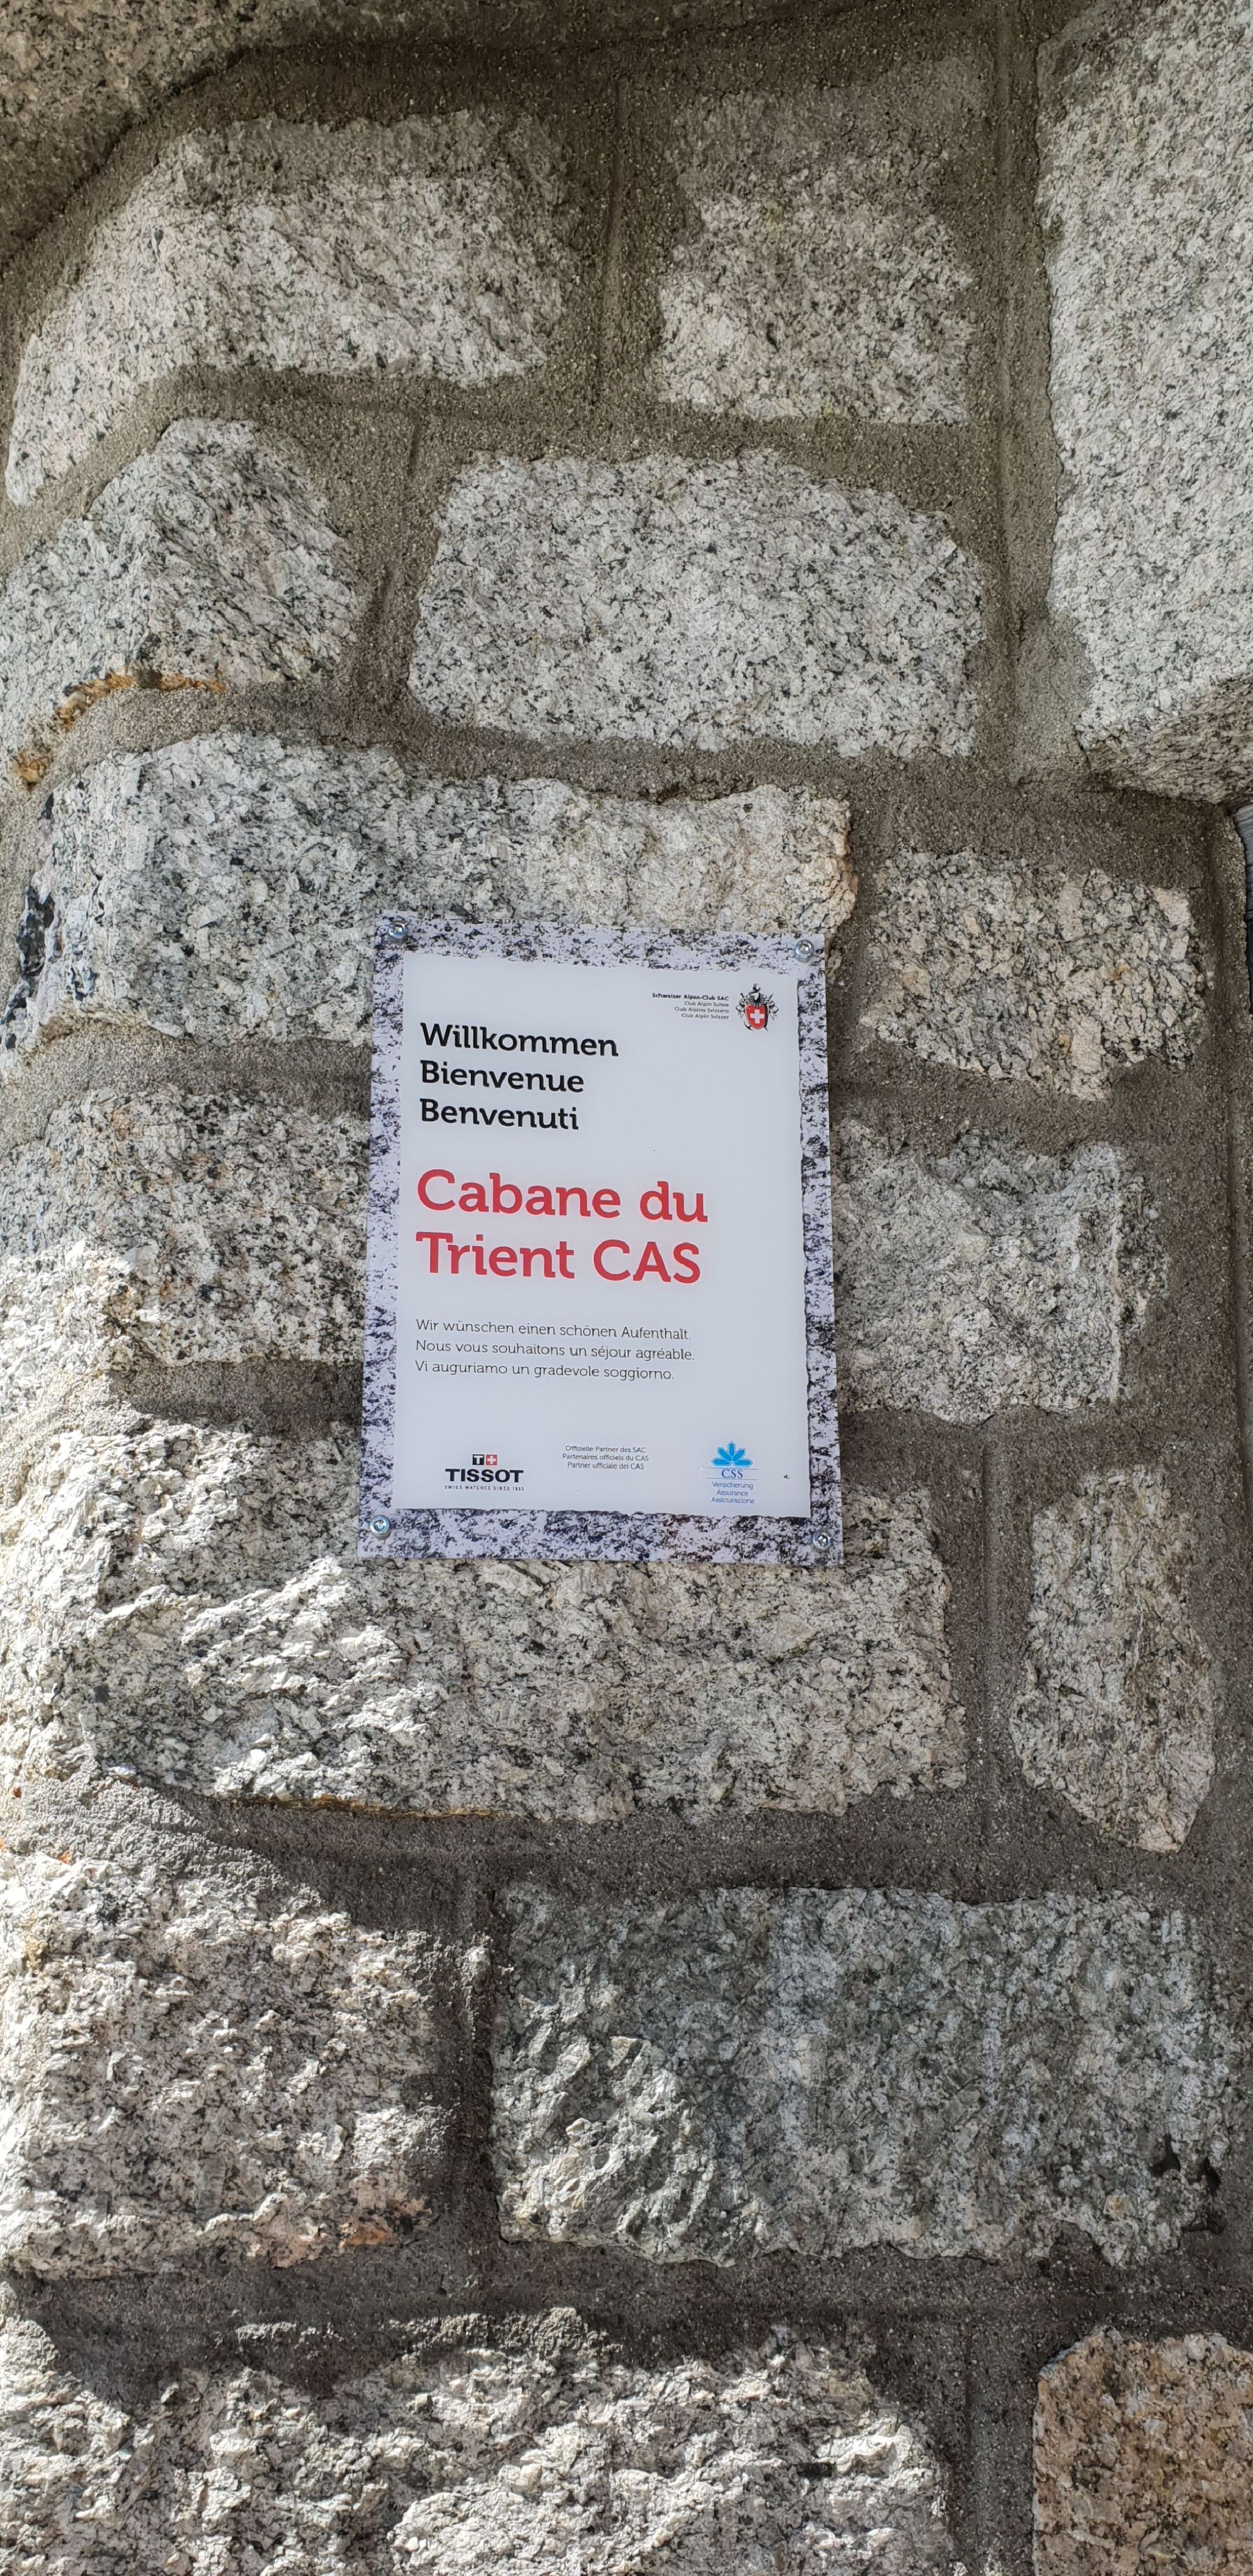 Schweizer Alpen-Club SAC
Club Alpin Suisse
Club Alpino Svizzero
Club Alpin Svizzer
Willkommen
Bienvenue
Benvenuti
Cabane du
Trient CAS
Wir wünschen einen schönen Aufenthalt.
Nous vous souhaitons un séjour agréable.
Vi auguriamo un gradevole soggiorno.
Offizielle Partner des SAC
Partenaires officiels du CAS
Partner ufficiale del CAS
T+
TISSOT
SWISS WATCHES SINCE 1853
CSS
Versicherung
Assurance
Assicurazione